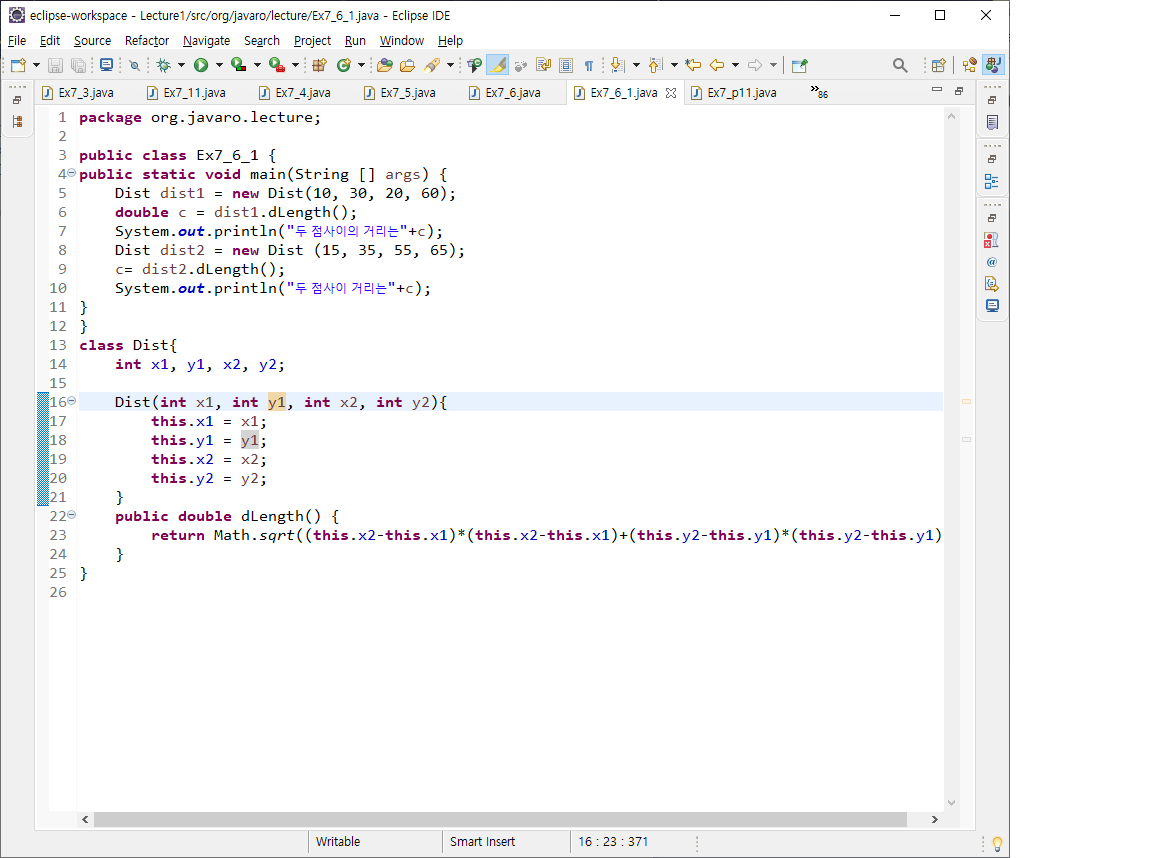 eclipse-workspace - Lecture1/src/org/javaro/lecture/Ex7_6_1.java - Eclipse IDE
File Edit Source Refactor Navigate Search Project Run Window Help
Ex7_3.java Ex7_11.java Ex7_4.java Ex7_5.java Ex7_6.java Ex7_6_1.java Ex7_p11.java »86
1 package org.javaro.lecture;
2
3 public class Ex7_6_1 {
4 public static void main(String [] args) {
5 Dist dist1 = new Dist(10, 30, 20, 60);
6 double c = dist1.dLength();
7 System.out.println("두 점사이의 거리는"+c);
8 Dist dist2 = new Dist (15, 35, 55, 65);
9 c= dist2.dLength();
10 System.out.println("두 점사이 거리는"+c);
11 }
12 }
13 class Dist{
14 int x1, y1, x2, y2;
15
16 Dist(int x1, int y1, int x2, int y2){
17 this.x1 = x1;
18 this.y1 = y1;
19 this.x2 = x2;
20 this.y2 = y2;
21 }
22 public double dLength() {
23 return Math.sqrt((this.x2-this.x1)*(this.x2-this.x1)+(this.y2-this.y1)*(this.y2-this.y1)
24 }
25 }
26
Writable Smart Insert 16 : 23 : 371